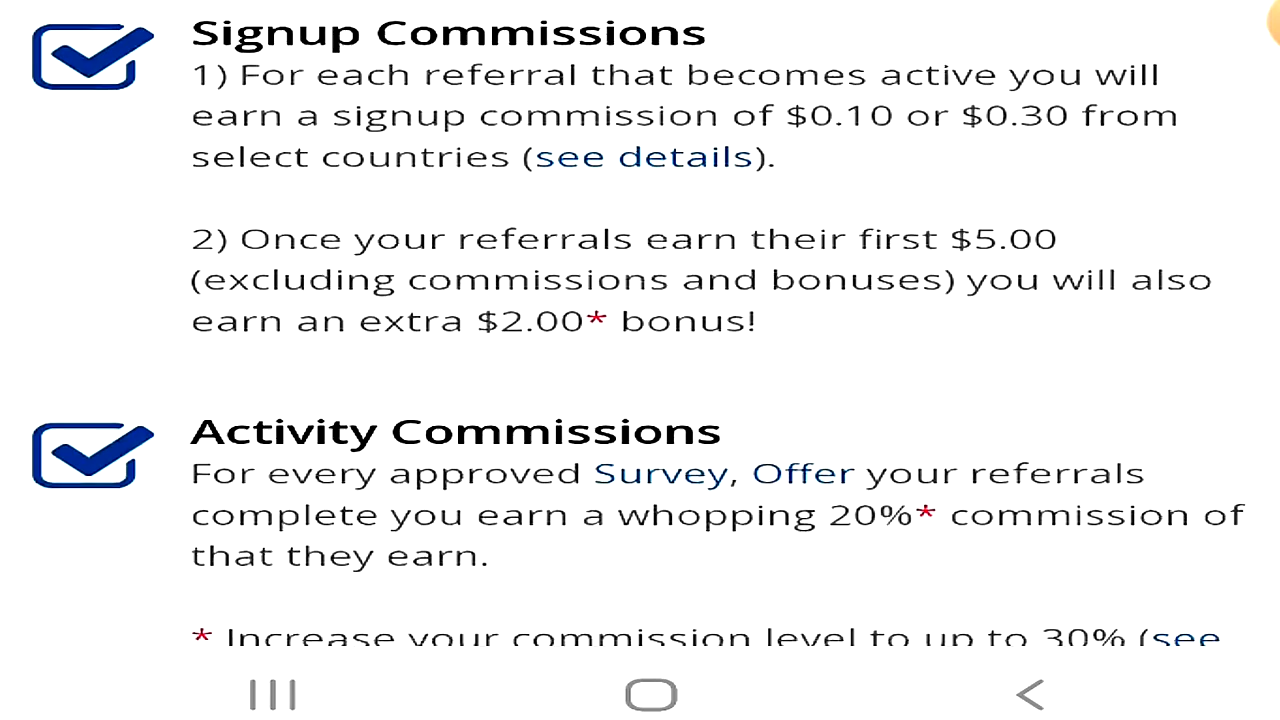 Signup Commissions
1) For each referral that becomes active you will
earn a signup commission of $0.10 or $0.30 from
select countries (see details).
2) Once your referrals earn their first $5.00
(excluding commissions and bonuses) you will also
earn an extra $2.00* bonus!
Activity Commissions
For every approved Survey, Offer your referrals
complete you earn a whopping 20%* commission of
that they earn.
* Increase your commission level to up to 30% (see